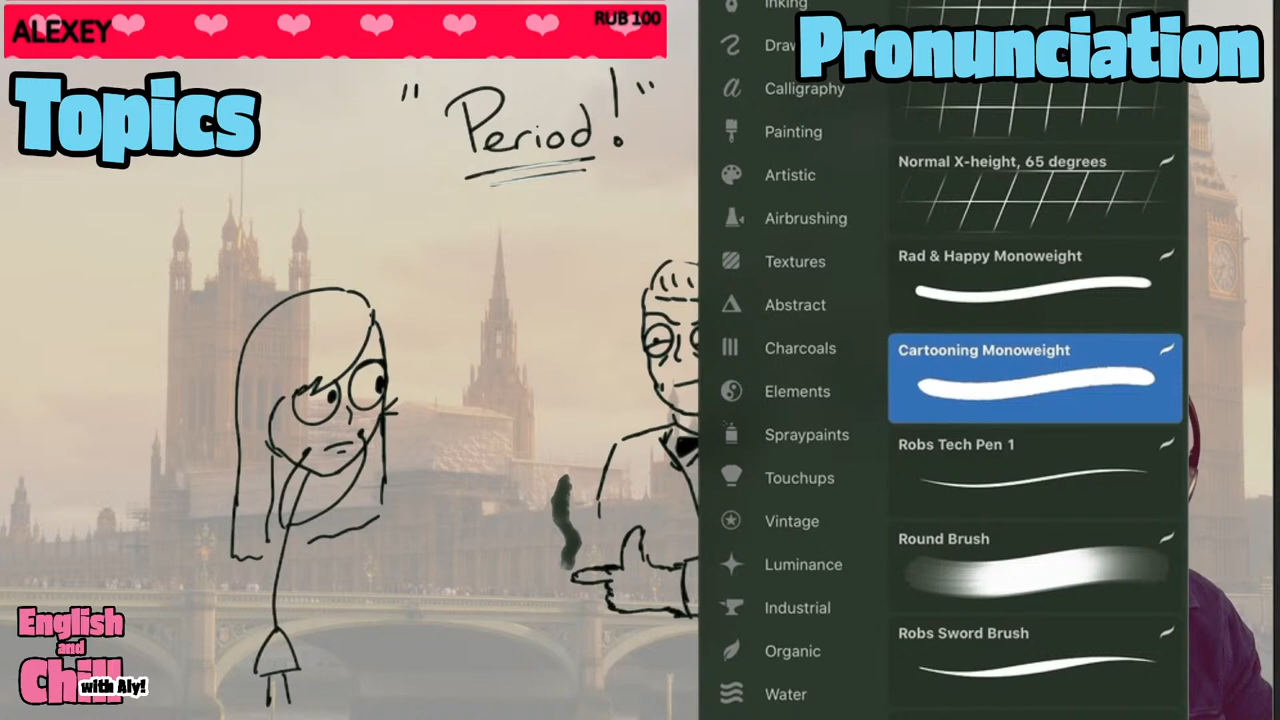 ALEXEY
RUB 100
Topics
Pronunciation
" Period! "
Inking
Calligraphy
Painting
Artistic
Airbrushing
Textures
Abstract
Charcoals
Elements
Spraypaints
Touchups
Vintage
Luminance
Industrial
Organic
Water
Normal X-height, 65 degrees
Rad & Happy Monoweight
Cartooning Monoweight
Robs Tech Pen 1
Round Brush
Robs Sword Brush
English
and
Chill
with Aly!